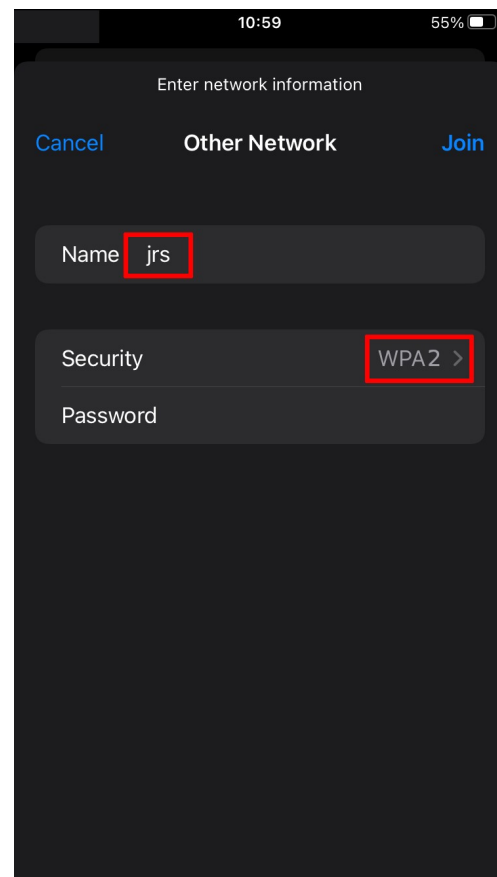 10:59 55%
Enter network information
Cancel Other Network Join
Name jrs
Security WPA2 >
Password